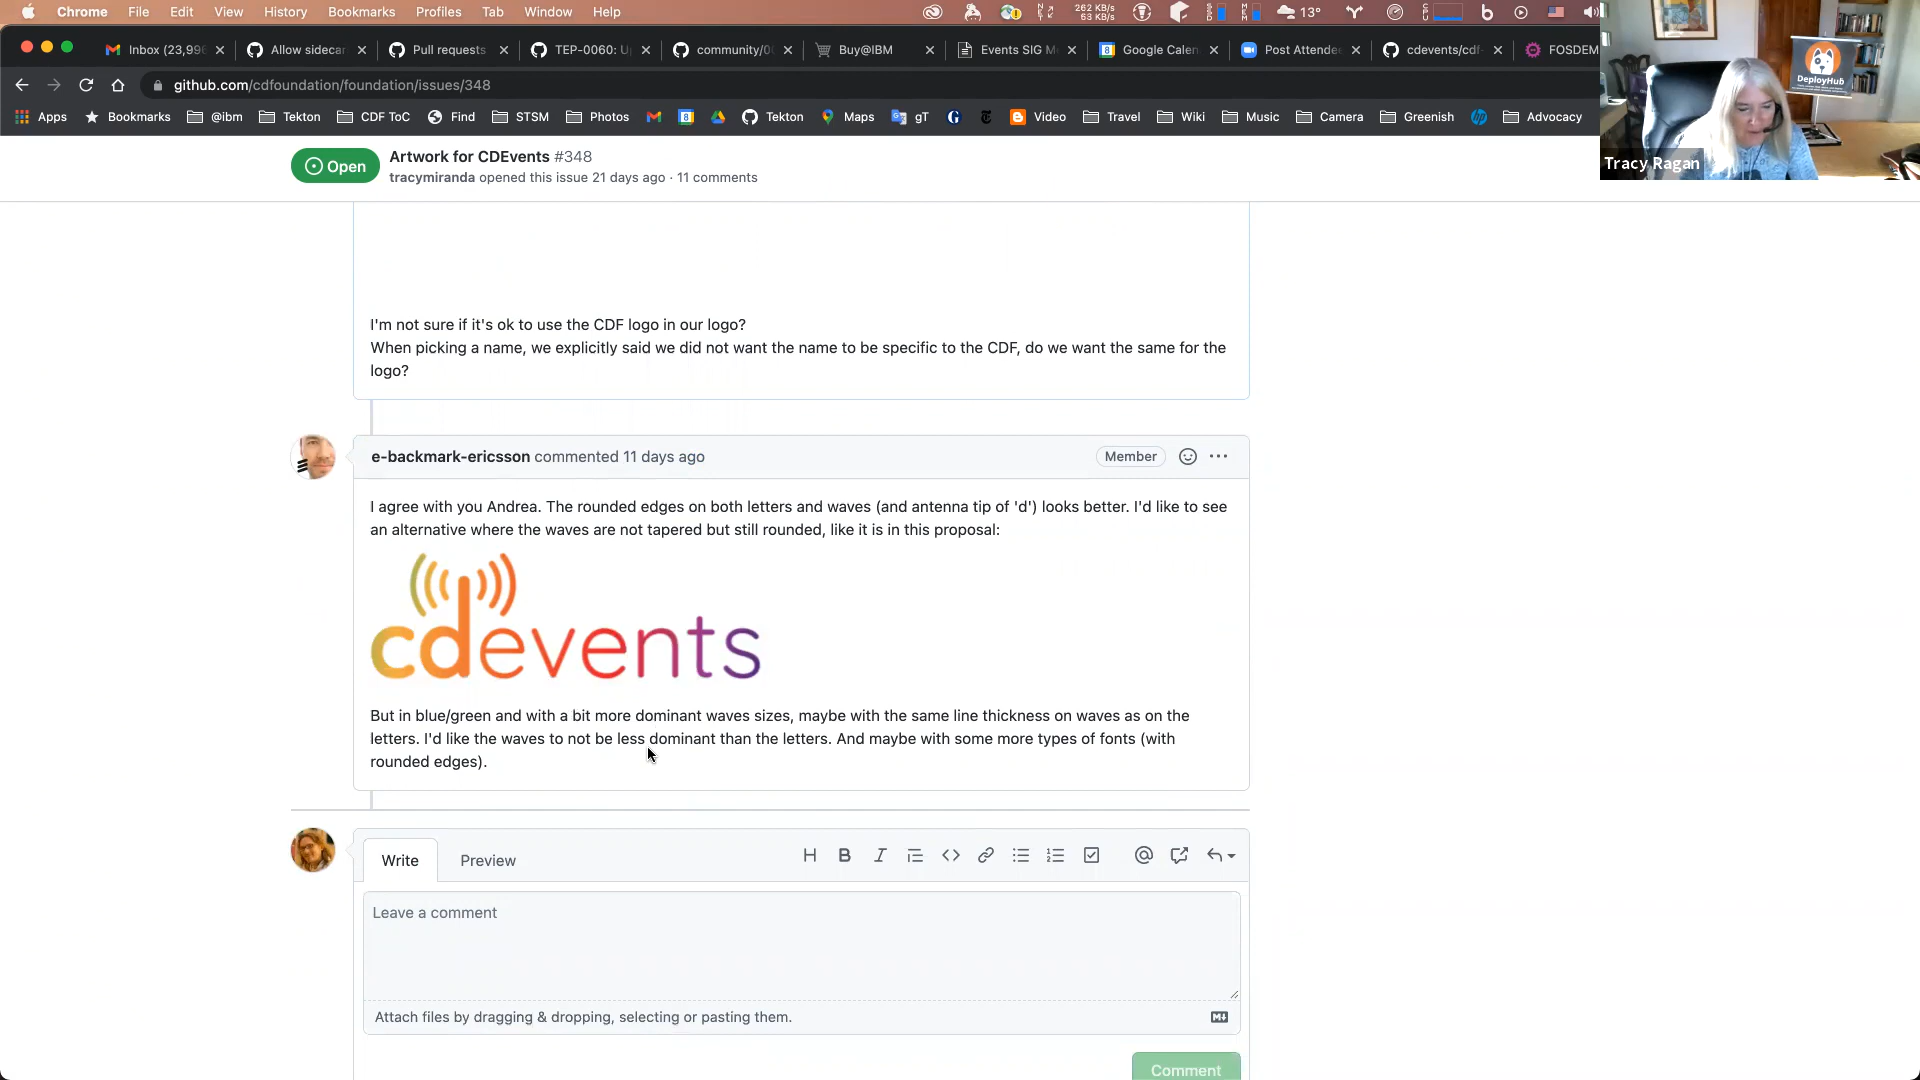 Chrome File Edit View History Bookmarks Profiles Tab Window Help 262 KB/s 63 KB/s 13°
Inbox (23,99 Allow sideca Pull requests TEP-0060: U community/0 Buy@IBM Events SIG M Google Calen Post Attende cdevents/cdf FOSDEM
github.com/cdfoundation/foundation/issues/348
Apps Bookmarks @ibm Tekton CDF ToC Find STSM Photos Tekton Maps gT Video Travel Wiki Music Camera Greenish Advocacy
DeployHub
Tracy Ragan
Open
Artwork for CDEvents #348
tracymiranda opened this issue 21 days ago · 11 comments
I'm not sure if it's ok to use the CDF logo in our logo?
When picking a name, we explicitly said we did not want the name to be specific to the CDF, do we want the same for the
logo?
e-backmark-ericsson commented 11 days ago
Member
I agree with you Andrea. The rounded edges on both letters and waves (and antenna tip of 'd') looks better. I'd like to see
an alternative where the waves are not tapered but still rounded, like it is in this proposal:
cdevents
But in blue/green and with a bit more dominant waves sizes, maybe with the same line thickness on waves as on the
letters. I'd like the waves to not be less dominant than the letters. And maybe with some more types of fonts (with
rounded edges).
Write Preview
Leave a comment
Attach files by dragging & dropping, selecting or pasting them.
Comment